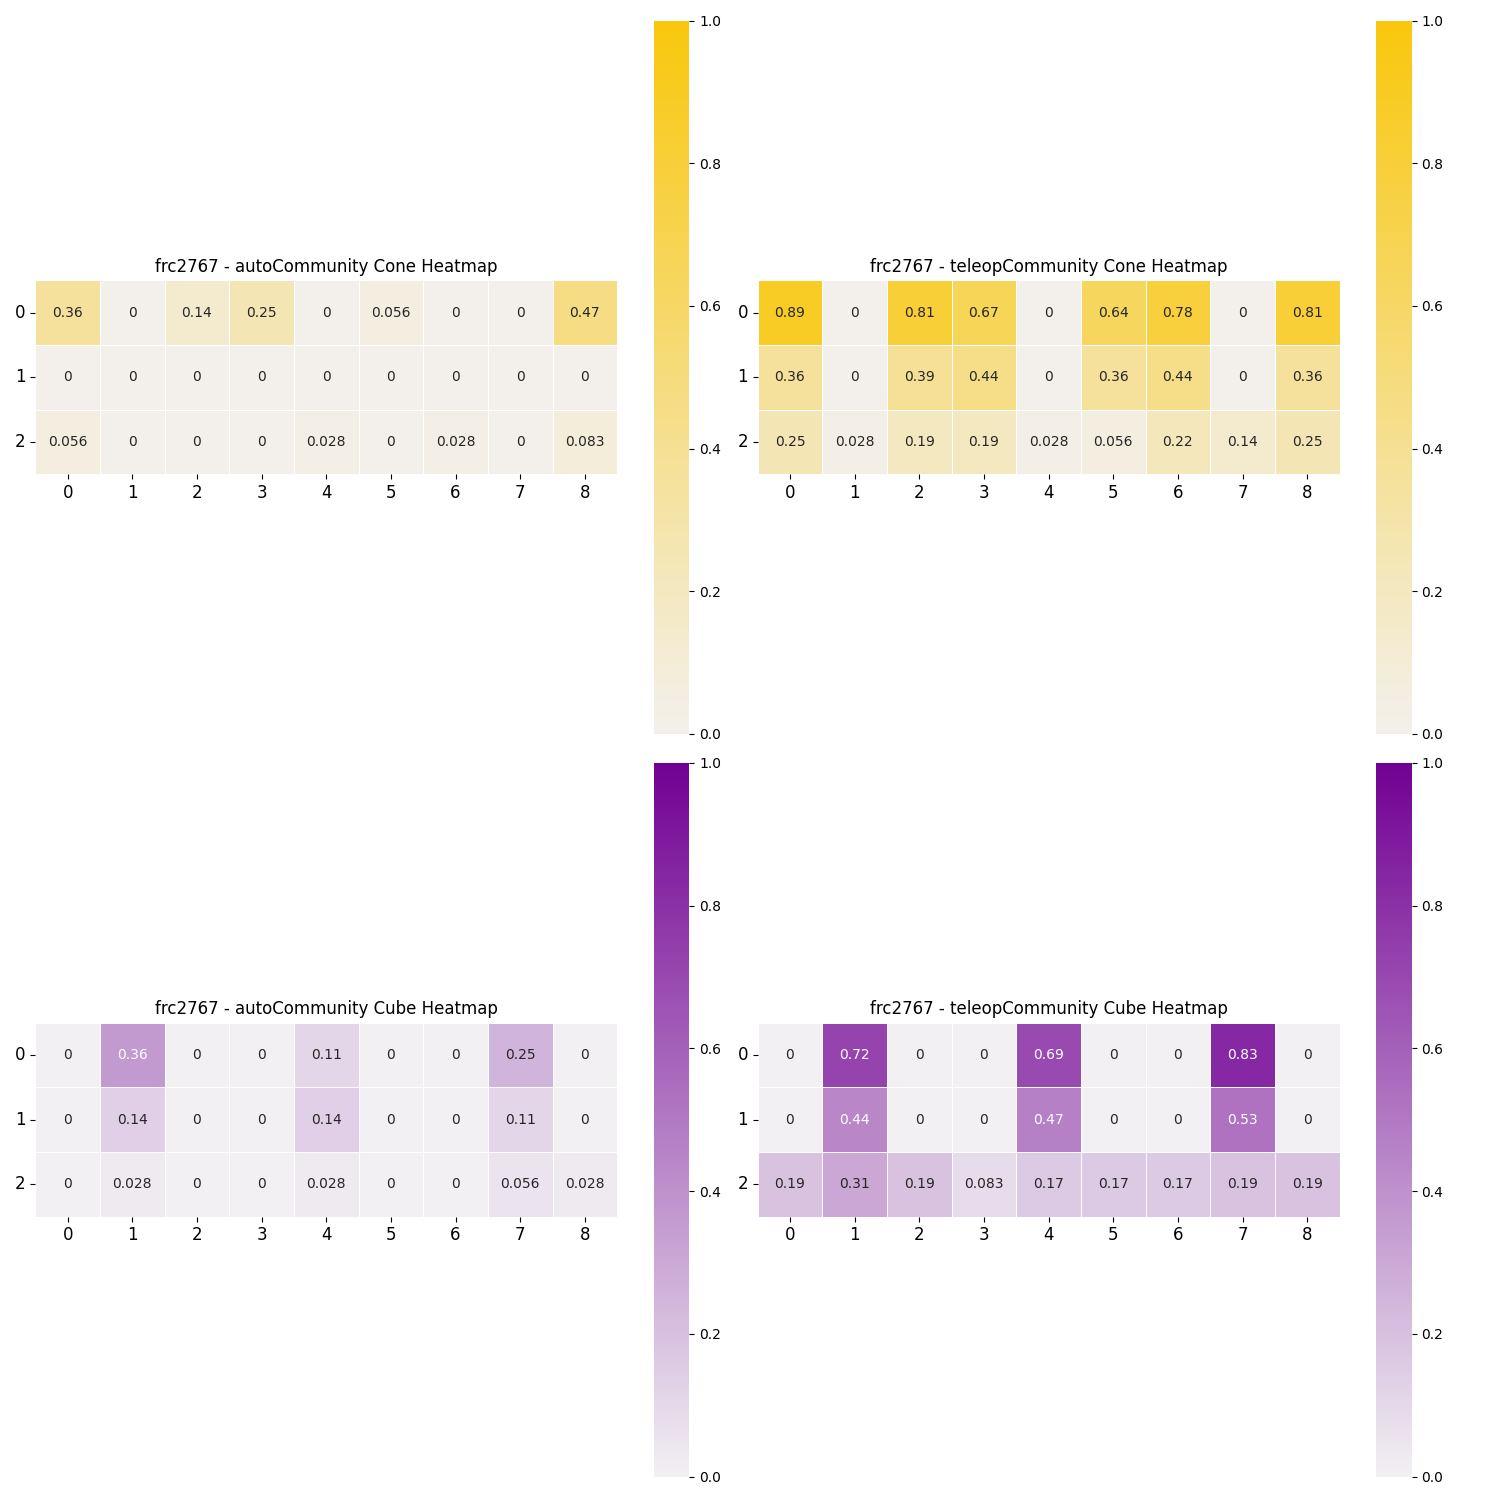 frc2767 - autoCommunity Cone Heatmap
0 0.36 0 0.14 0.25 0 0.056 0 0 0.47
1 0 0 0 0 0 0 0 0 0
2 0.056 0 0 0 0.028 0 0.028 0 0.083
0 1 2 3 4 5 6 7 8
1.0
0.8
0.6
0.4
0.2
0.0
frc2767 - teleopCommunity Cone Heatmap
0 0.89 0 0.81 0.67 0 0.64 0.78 0 0.81
1 0.36 0 0.39 0.44 0 0.36 0.44 0 0.36
2 0.25 0.028 0.19 0.19 0.028 0.056 0.22 0.14 0.25
0 1 2 3 4 5 6 7 8
1.0
0.8
0.6
0.4
0.2
0.0
frc2767 - autoCommunity Cube Heatmap
0 0 0.36 0 0 0.11 0 0 0.25 0
1 0 0.14 0 0 0.14 0 0 0.11 0
2 0 0.028 0 0 0.028 0 0 0.056 0.028
0 1 2 3 4 5 6 7 8
1.0
0.8
0.6
0.4
0.2
0.0
frc2767 - teleopCommunity Cube Heatmap
0 0 0.72 0 0 0.69 0 0 0.83 0
1 0 0.44 0 0 0.47 0 0 0.53 0
2 0.19 0.31 0.19 0.083 0.17 0.17 0.17 0.19 0.19
0 1 2 3 4 5 6 7 8
1.0
0.8
0.6
0.4
0.2
0.0